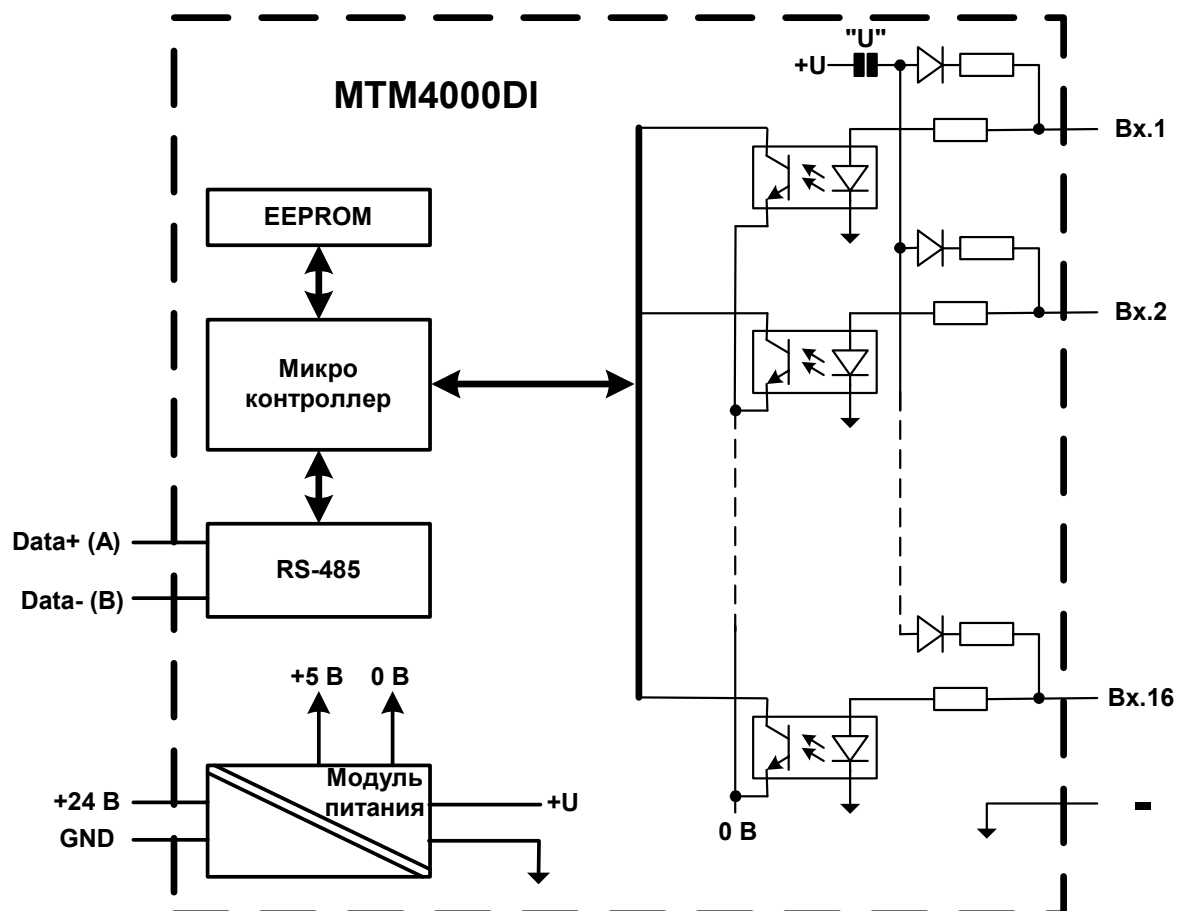 "U"
+U
MTM4000DI
Вх.1
EEPROM
Вх.2
Микро
контроллер
Data+ (A)
RS-485
Data- (B)
+5 В 0 В
Вх.16
Модуль
+24 В
питания
+U
-
GND
0 В